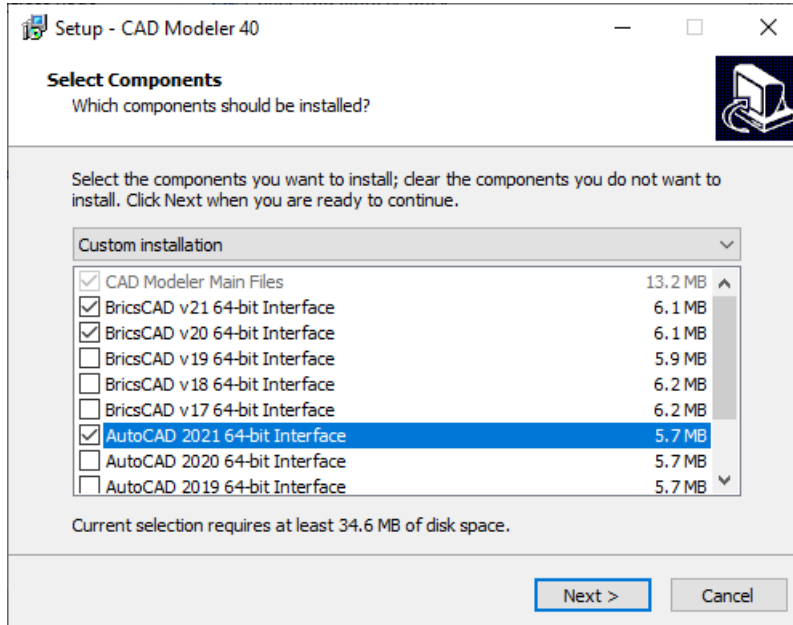 Setup - CAD Modeler 40
Select Components
Which components should be installed?
Select the components you want to install; clear the components you do not want to
install. Click Next when you are ready to continue.
Custom installation
CAD Modeler Main Files 13.2 MB
BricsCAD v21 64-bit Interface 6.1 MB
BricsCAD v20 64-bit Interface 6.1 MB
BricsCAD v19 64-bit Interface 5.9 MB
BricsCAD v18 64-bit Interface 6.2 MB
BricsCAD v17 64-bit Interface 6.2 MB
AutoCAD 2021 64-bit Interface 5.7 MB
AutoCAD 2020 64-bit Interface 5.7 MB
AutoCAD 2019 64-bit Interface 5.7 MB
Current selection requires at least 34.6 MB of disk space.
Next > Cancel